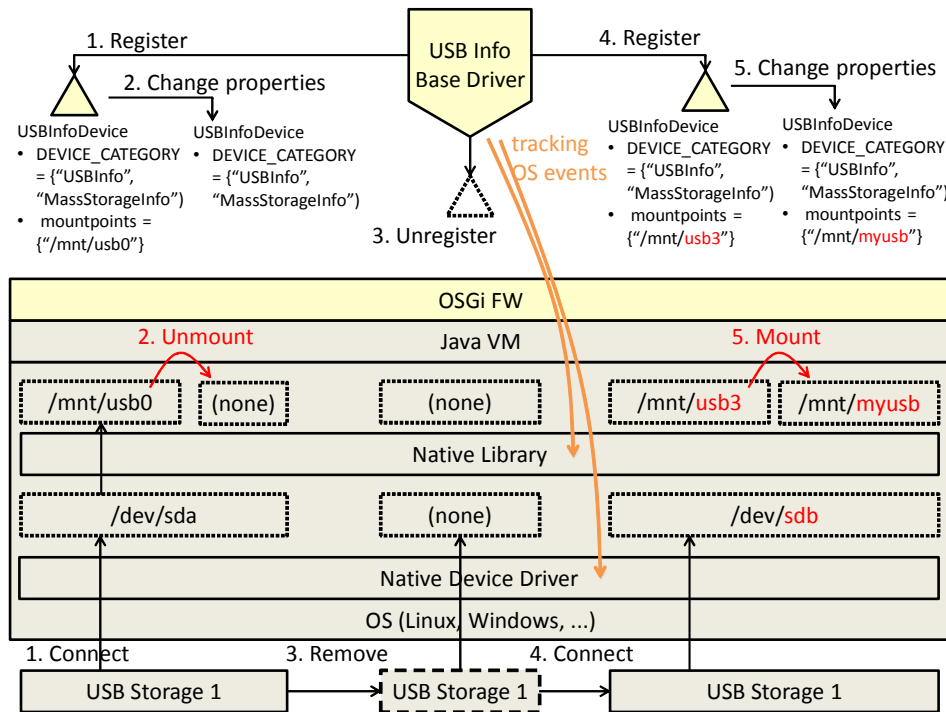 1. Register
USB Info
Base Driver
4. Register
2. Change properties
5. Change properties
USBInfoDevice
• DEVICE_CATEGORY
= {“USBInfo”,
“MassStorageInfo”)
• mountpoints =
{“/mnt/usb0”}
USBInfoDevice
• DEVICE_CATEGORY
= {“USBInfo”,
“MassStorageInfo”)
tracking
OS events
3. Unregister
USBInfoDevice
• DEVICE_CATEGORY
= {“USBInfo”,
“MassStorageInfo”)
• mountpoints =
{“/mnt/usb3”}
USBInfoDevice
• DEVICE_CATEGORY
= {“USBInfo”,
“MassStorageInfo”)
• mountpoints =
{“/mnt/myusb”}
OSGi FW
2. Unmount
Java VM
5. Mount
/mnt/usb0
(none)
(none)
/mnt/usb3
/mnt/myusb
Native Library
/dev/sda
(none)
/dev/sdb
Native Device Driver
OS (Linux, Windows, ...)
1. Connect
3. Remove
4. Connect
USB Storage 1
USB Storage 1
USB Storage 1